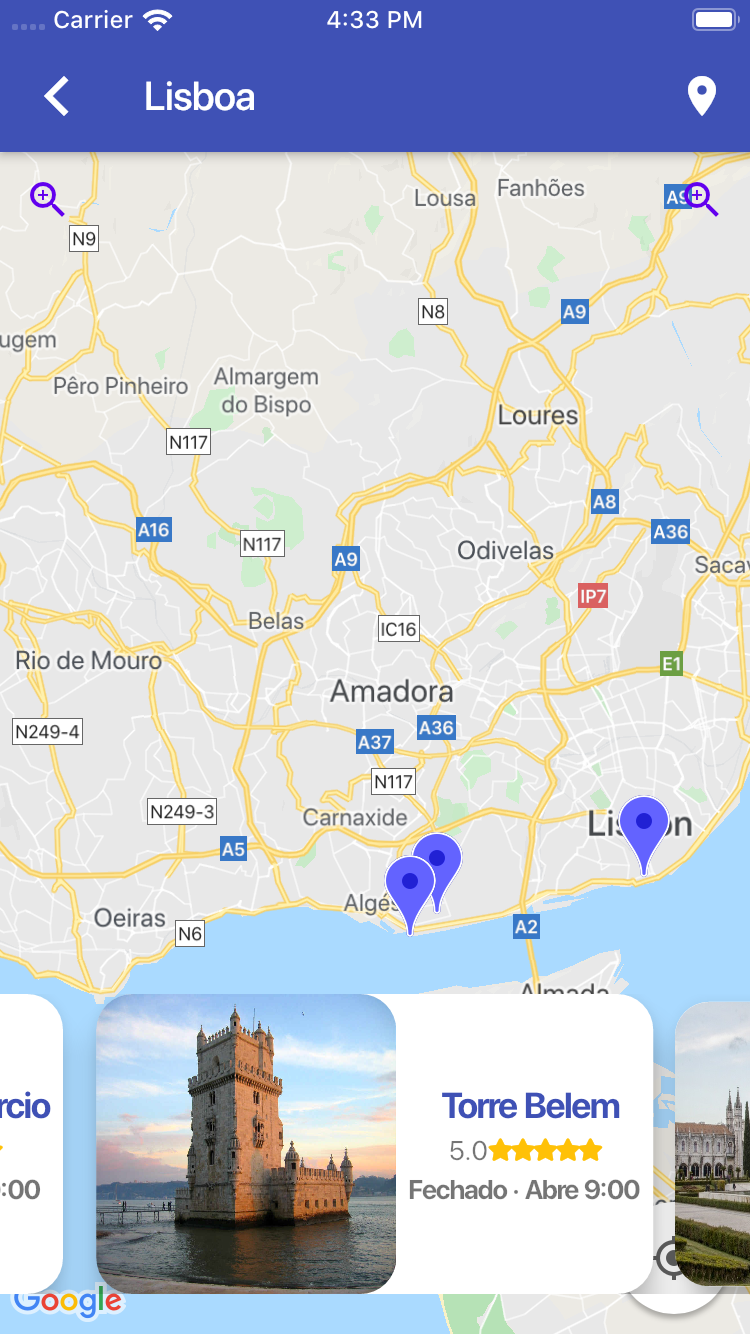 Carrier
4:33 PM
Lisboa
Lousa
Fanhões
A9
N9
N8
A9
ugem
Pêro Pinheiro
Almargem
do Bispo
Loures
N117
A8
A16
A36
N117
Odivelas
A9
Sacav
IP7
Belas
IC16
Rio de Mouro
E1
Amadora
N249-4
A36
A37
N117
N249-3
Carnaxide
A5
Algés
Oeiras
N6
A2
Almada
rcio
:00
Torre Belem
5.0
Fechado · Abre 9:00
Google